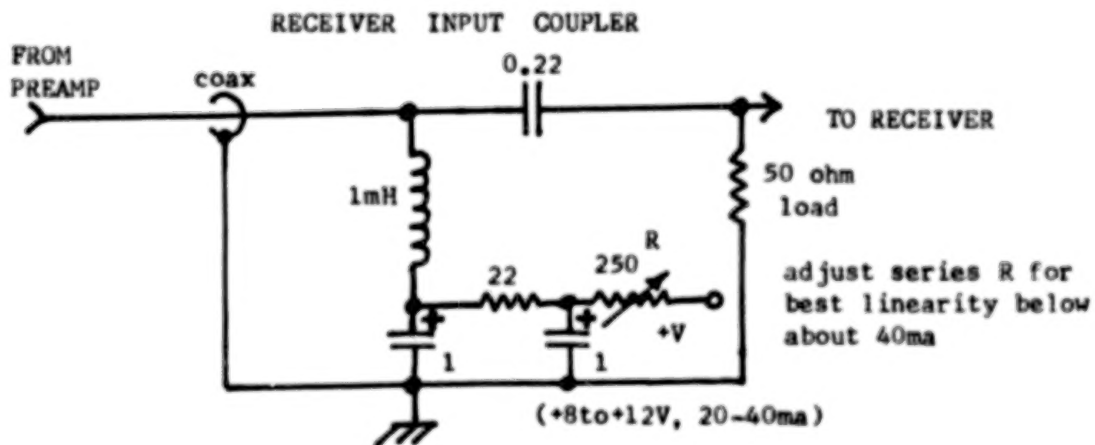 RECEIVER INPUT COUPLER
FROM
PREAMP
coax
0.22
TO RECEIVER
1mH
50 ohm
load
22
250
R
+
+
+V
1
1
adjust series R for
best linearity below
about 40ma
(+8to+12V, 20-40ma)